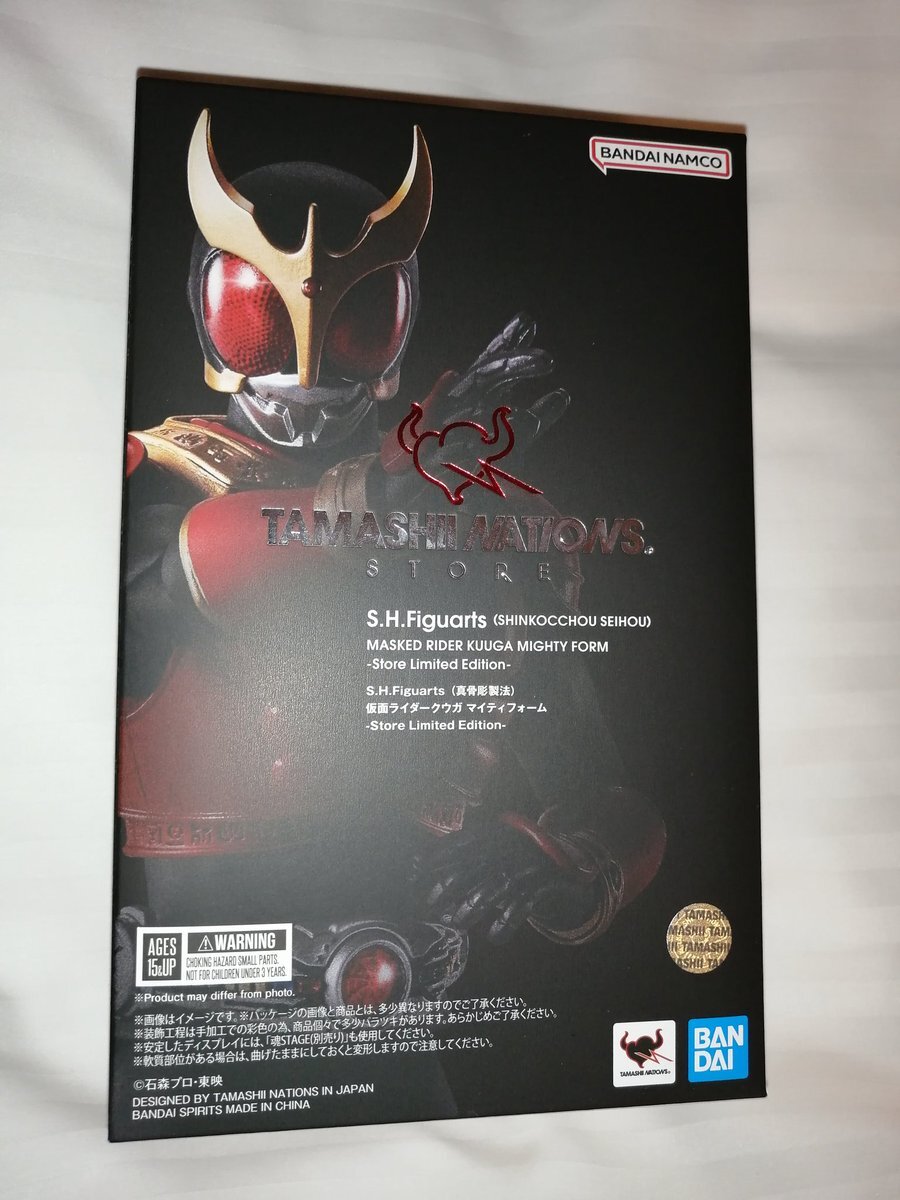 BANDAI NAMCO
TAMASHII NATIONS.
STORE
S.H.Figuarts (SHINKOCCHOU SEIHOU)
MASKED RIDER KUUGA MIGHTY FORM
-Store Limited Edition-
S.H.Figuarts（真骨彫製法）
仮面ライダークウガ マイティフォーム
-Store Limited Edition-
AGES
15&UP
WARNING
CHOKING HAZARD SMALL PARTS.
NOT FOR CHILDREN UNDER 3 YEARS.
※Product may differ from photo.
※画像はイメージです。※パッケージの画像と商品とは、多少異なりますのでご了承ください。
※装飾工程は手加工での彩色の為、商品個々で多少バラツキがあります。あらかじめご了承ください。
※安定したディスプレイには、「魂STAGE(別売り)」も使用してください。
※軟質部位がある場合は、曲げたままにしておくと変形しますので注意してください。
©石森プロ・東映
DESIGNED BY TAMASHII NATIONS IN JAPAN
BANDAI SPIRITS MADE IN CHINA
TAMASHII NATIONS.
BAN
DAI